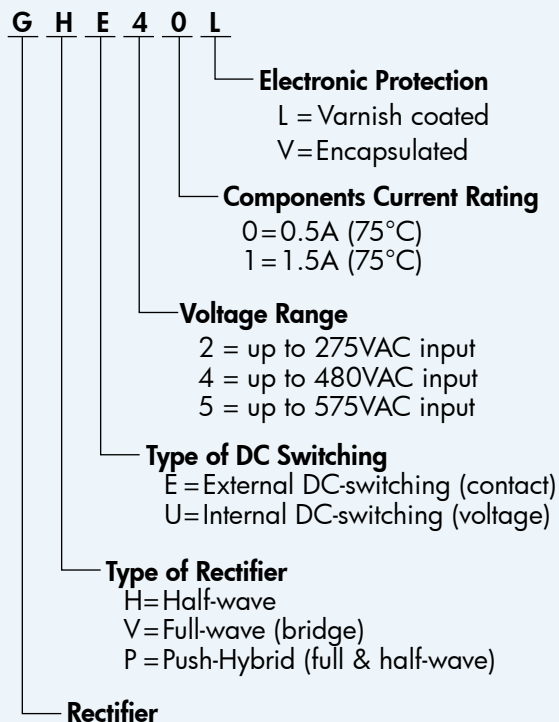 G H E 4 0 L
Electronic Protection
L = Varnish coated
V=Encapsulated
Components Current Rating
0=0.5A (75°C)
1=1.5A (75°C)
Voltage Range
2 = up to 275VAC input
4 = up to 480VAC input
5 = up to 575VAC input
Type of DC Switching
E =External DC-switching (contact)
U=Internal DC-switching (voltage)
Type of Rectifier
H=Half-wave
V=Full-wave (bridge)
P =Push-Hybrid (full & half-wave)
Rectifier